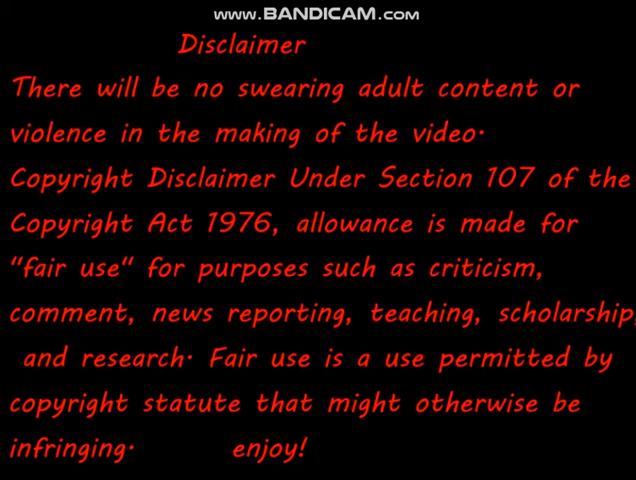 www.BANDICAM.com
Disclaimer
There will be no swearing adult content or
violence in the making of the video.
Copyright Disclaimer Under Section 107 of the
Copyright Act 1976, allowance is made for
"fair use" for purposes such as criticism,
comment, news reporting, teaching, scholarship,
and research. Fair use is a use permitted by
copyright statute that might otherwise be
infringing. enjoy!